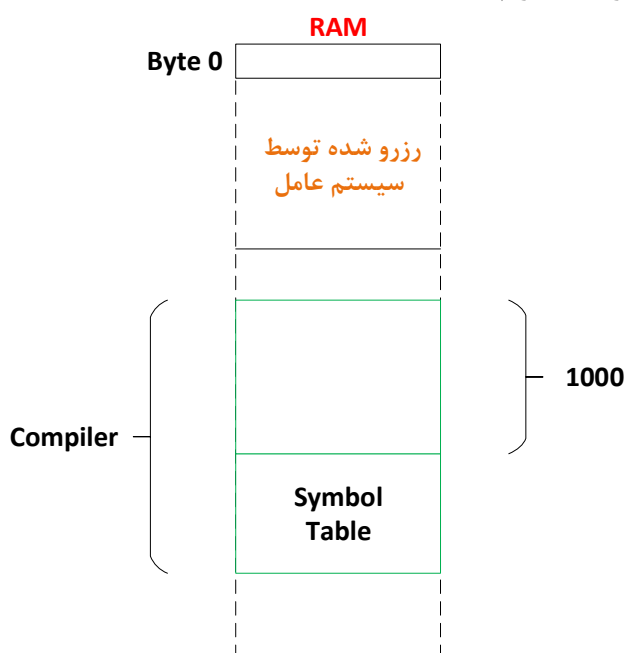 RAM
Byte 0
رزرو شده توسط
سیستم عامل
1000
Compiler
Symbol
Table